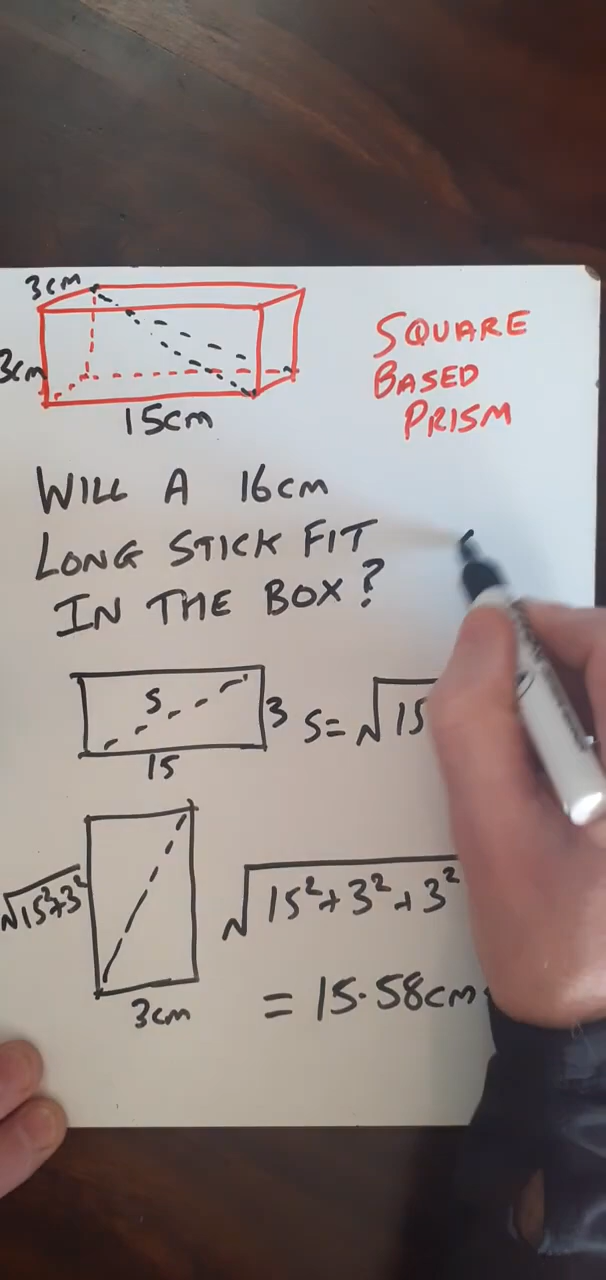 3cm
3cm
15cm
SQUARE
BASED
PRISM
WILL A 16cm
LONG STICK FIT
IN THE BOX?
S
3
15
S=√15
√15²+3²
3cm
√15²+3²+3²
= 15.58cm